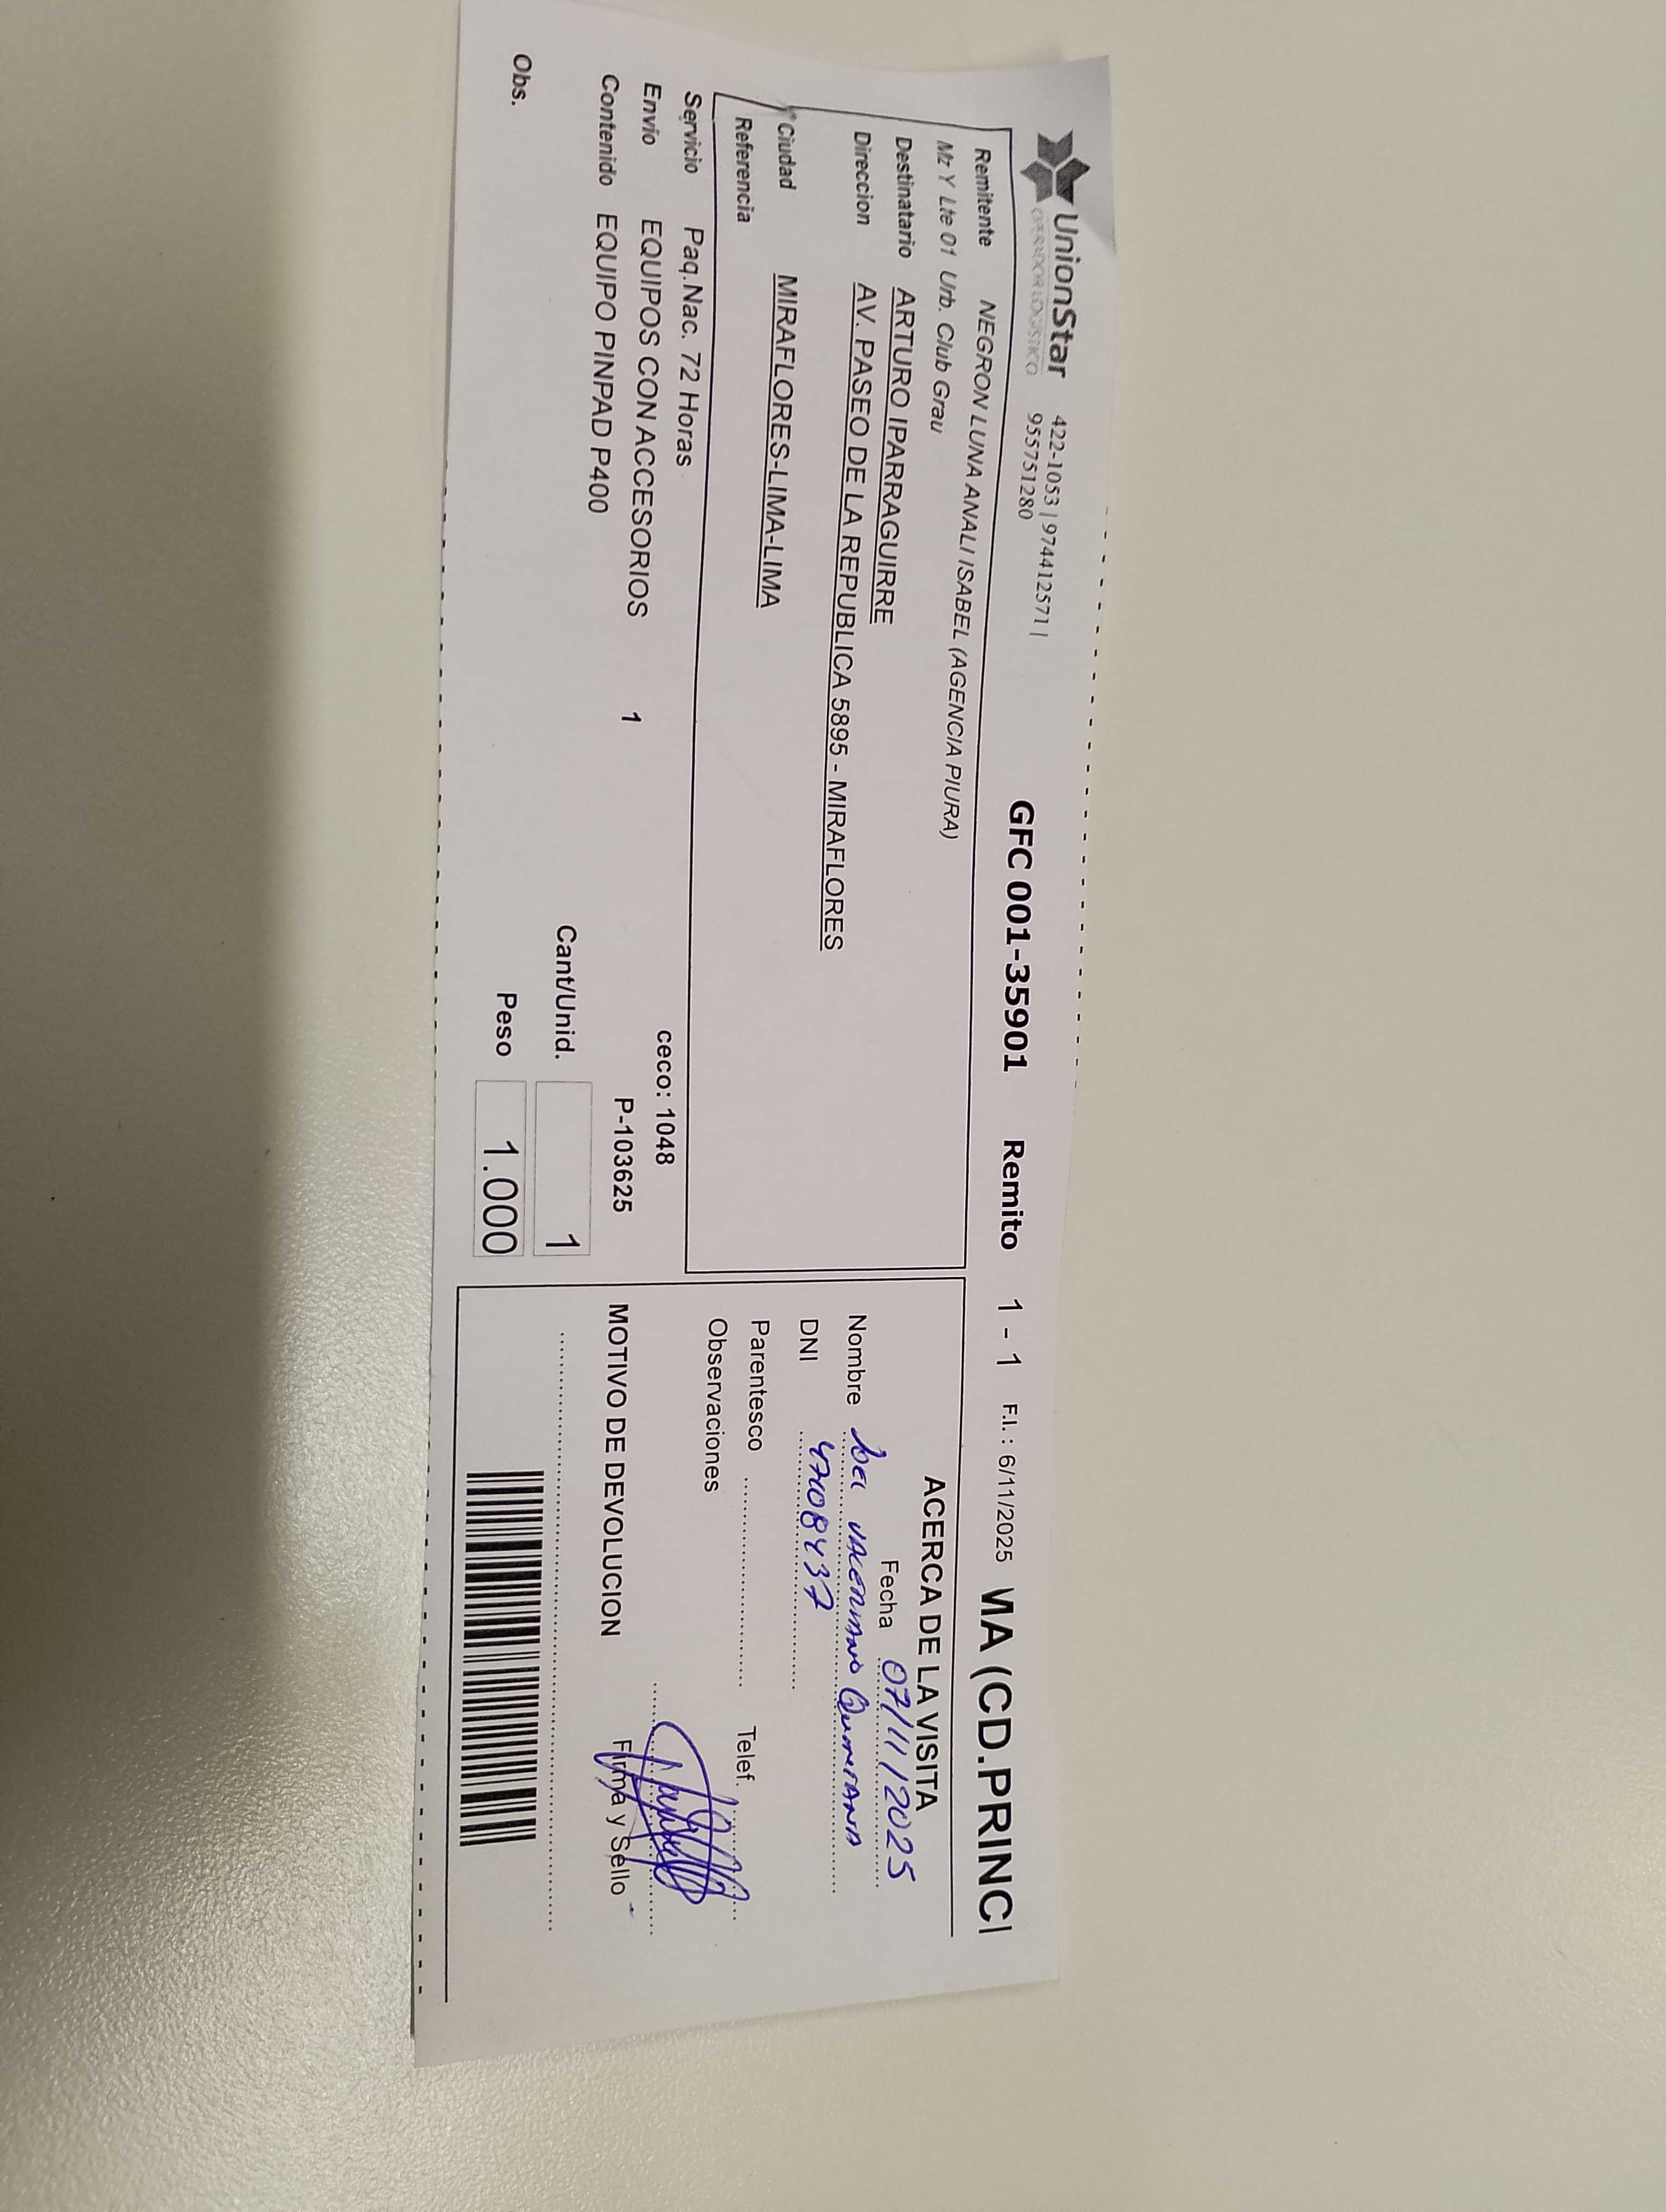 UnionStar
OPERADOR LOGISTICO
422-1053 | 974412571 |
955751280
GFC 001-35901 Remito 1 - 1 F.I. : 6/11/2025 MA (CD.PRINCI
Remitente NEGRON LUNA ANALI ISABEL (AGENCIA PIURA)
Mz Y Lte 01 Urb. Club Grau
Destinatario ARTURO IPARRAGUIRRE
Direccion AV. PASEO DE LA REPUBLICA 5895 - MIRAFLORES
Ciudad MIRAFLORES-LIMA-LIMA
Referencia
Servicio Paq.Nac. 72 Horas
Envío EQUIPOS CON ACCESORIOS 1
Contenido EQUIPO PINPAD P400
Obs.
ceco: 1048
P-103625
Cant/Unid. 1
Peso 1.000
ACERCA DE LA VISITA
Fecha 07/11/2025
Nombre
DNI
Parentesco
Telef.
Observaciones
MOTIVO DE DEVOLUCION
Firma y Sello